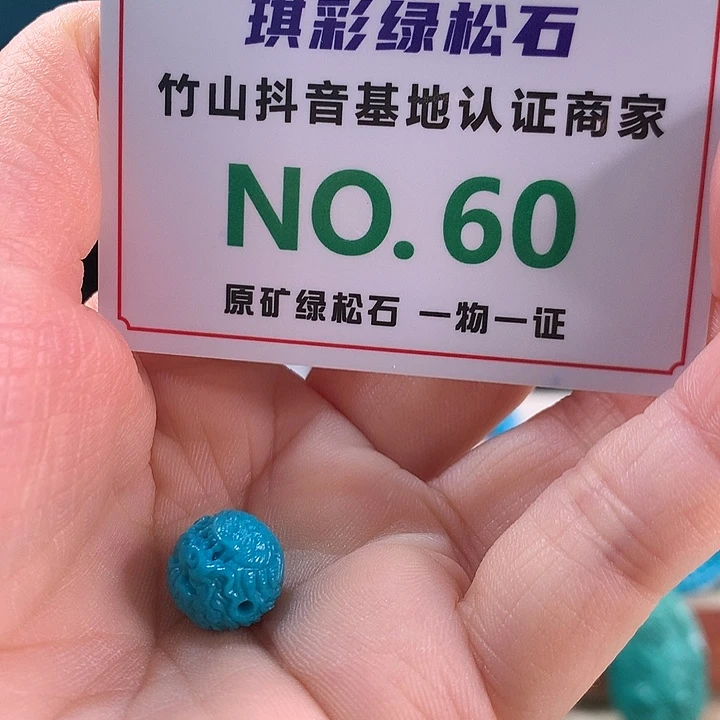 琪彩绿松石
竹山抖音基地认证商家
NO.60
原矿绿松石 一物一证